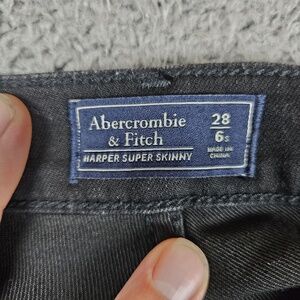 Abercrombie
& Fitch
HARPER SUPER SKINNY
28
6s
MADE IN
CHINA